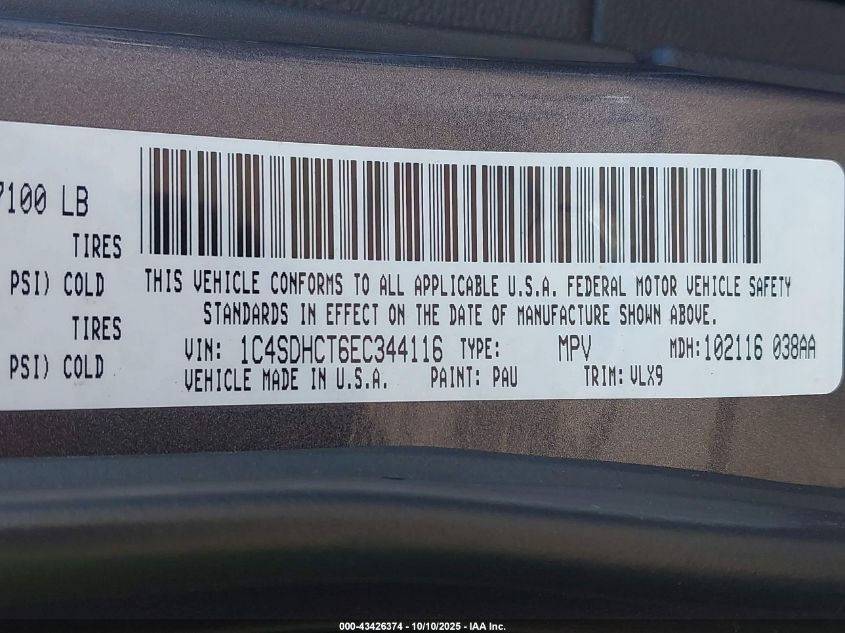 7100 LB
TIRES
PSI) COLD
TIRES
PSI) COLD
THIS VEHICLE CONFORMS TO ALL APPLICABLE U.S.A. FEDERAL MOTOR VEHICLE SAFETY
STANDARDS IN EFFECT ON THE DATE OF MANUFACTURE SHOWN ABOVE.
VIN: 1C4SDHCT6EC344116 TYPE: MPV MDH:102116 038AA
VEHICLE MADE IN U.S.A. PAINT: PAU TRIM: VLX9
000-43426374 - 10/10/2025 - IAA Inc.